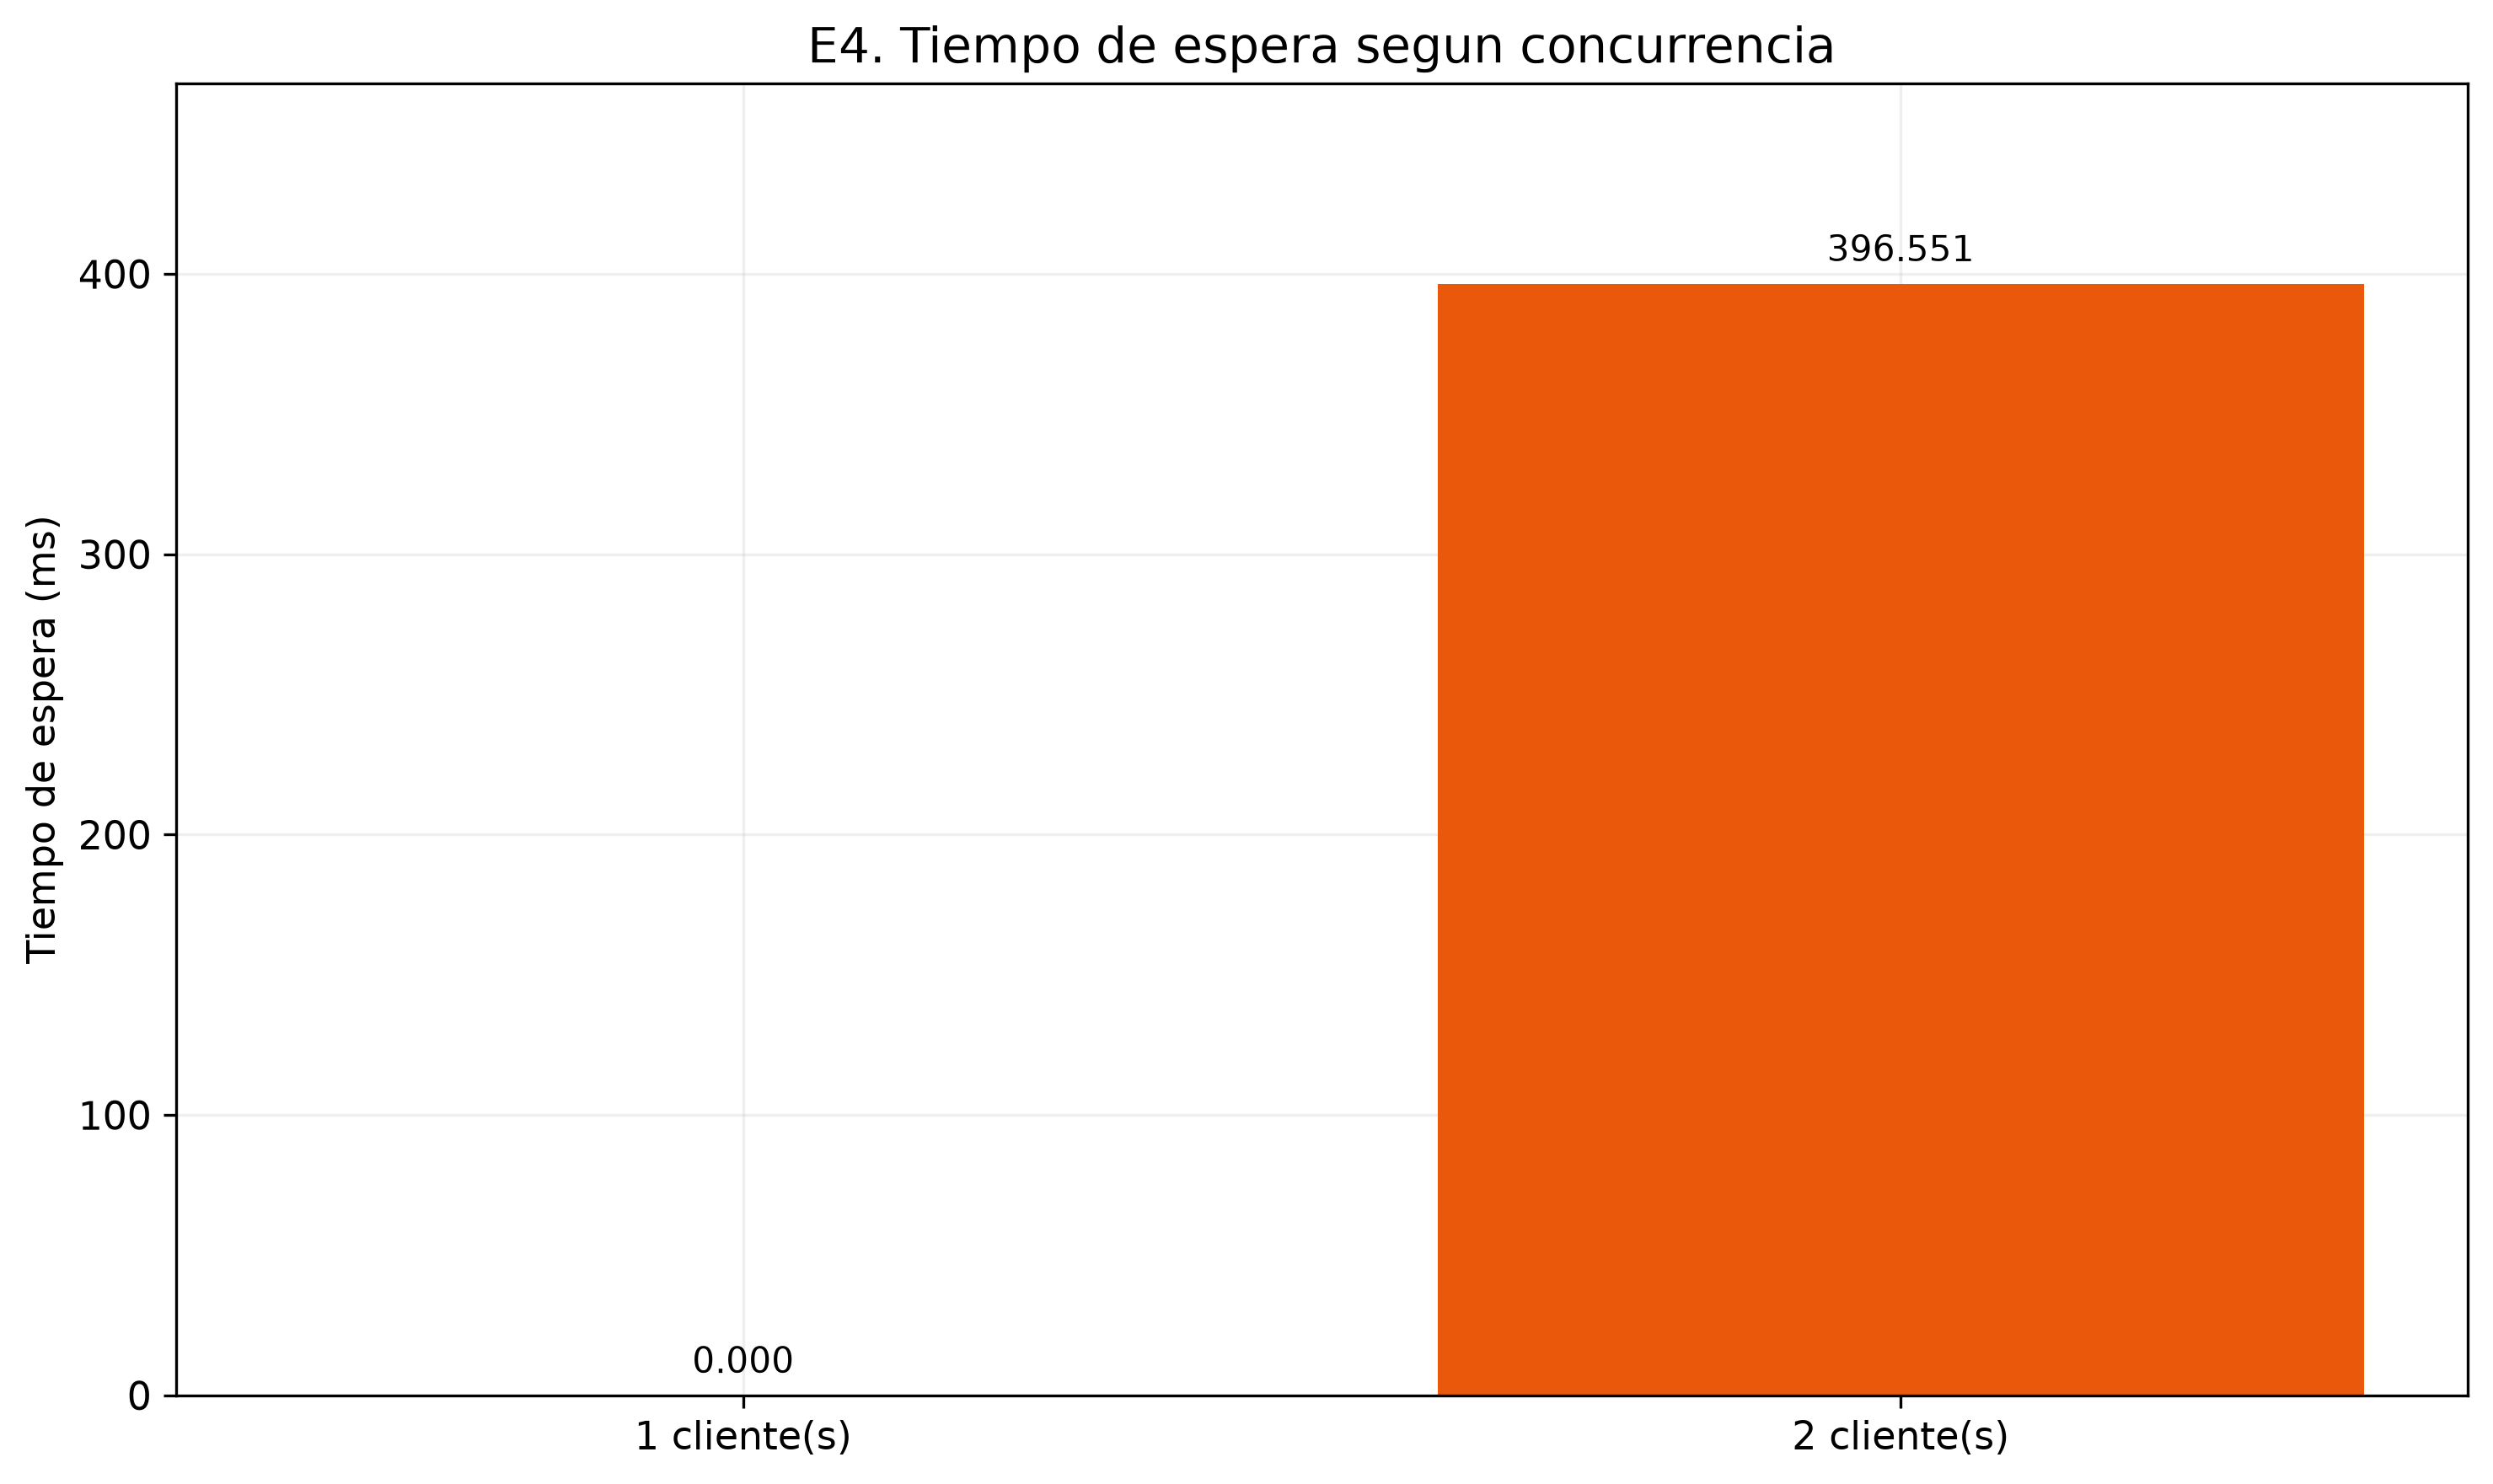 E4. Tiempo de espera segun concurrencia
Tiempo de espera (ms)
400
300
200
100
0
396.551
0.000
1 cliente(s)
2 cliente(s)